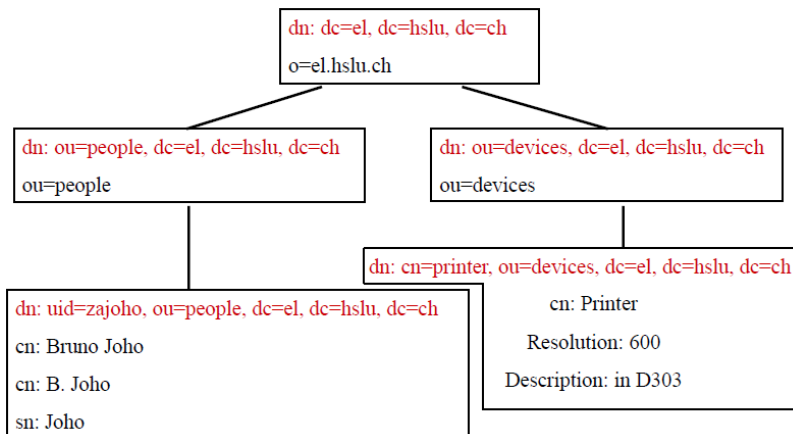 dn: dc=el, dc=hslu, dc=ch
o=el.hslu.ch
dn: ou=people, dc=el, dc=hslu, dc=ch
ou=people
dn: ou=devices, dc=el, dc=hslu, dc=ch
ou=devices
dn: uid=zajoho, ou=people, dc=el, dc=hslu, dc=ch
cn: Bruno Joho
cn: B. Joho
sn: Joho
dn: cn=printer, ou=devices, dc=el, dc=hslu, dc=ch
cn: Printer
Resolution: 600
Description: in D303